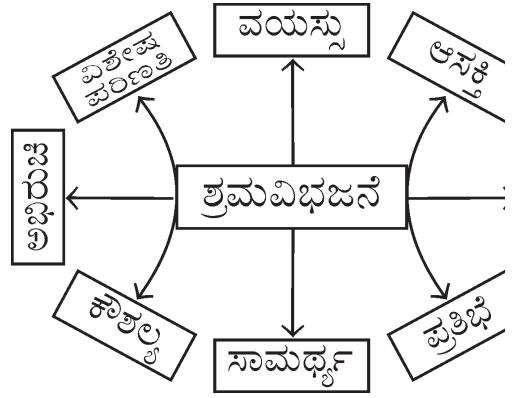 ವಯಸ್ಸು
ಆಸಕ್ತಿ
ವಿಶೇಷ
ಪರಿಣತಿ
ಅಭಿರುಚಿ
ಶ್ರಮವಿಭಜನೆ
ಕೌಶಲ್ಯ
ಸಾಮರ್ಥ್ಯ
ಪ್ರತಿಭೆ